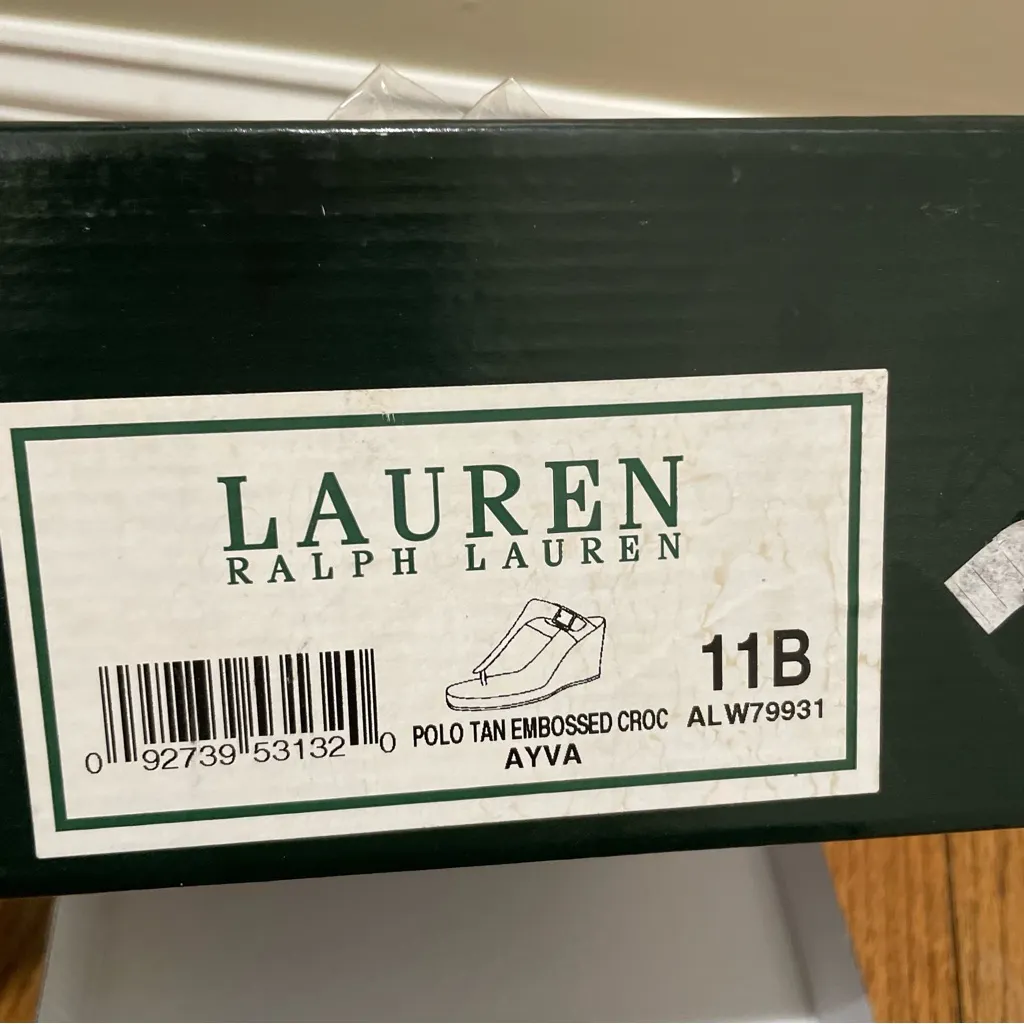 LAUREN
RALPH LAUREN
11B
0 92739 53132 0
POLO TAN EMBOSSED CROC
ALW79931
AYVA